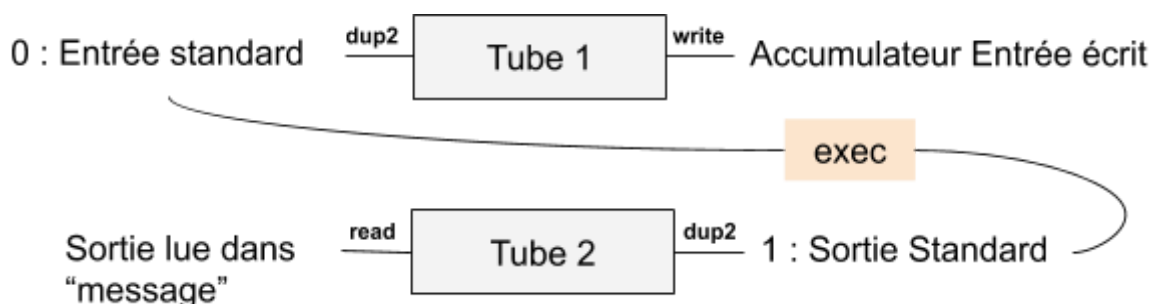 0 : Entrée standard dup2 Tube 1 write Accumulateur Entrée écrit
exec
Sortie lue dans read Tube 2 dup2 1 : Sortie Standard
“message”